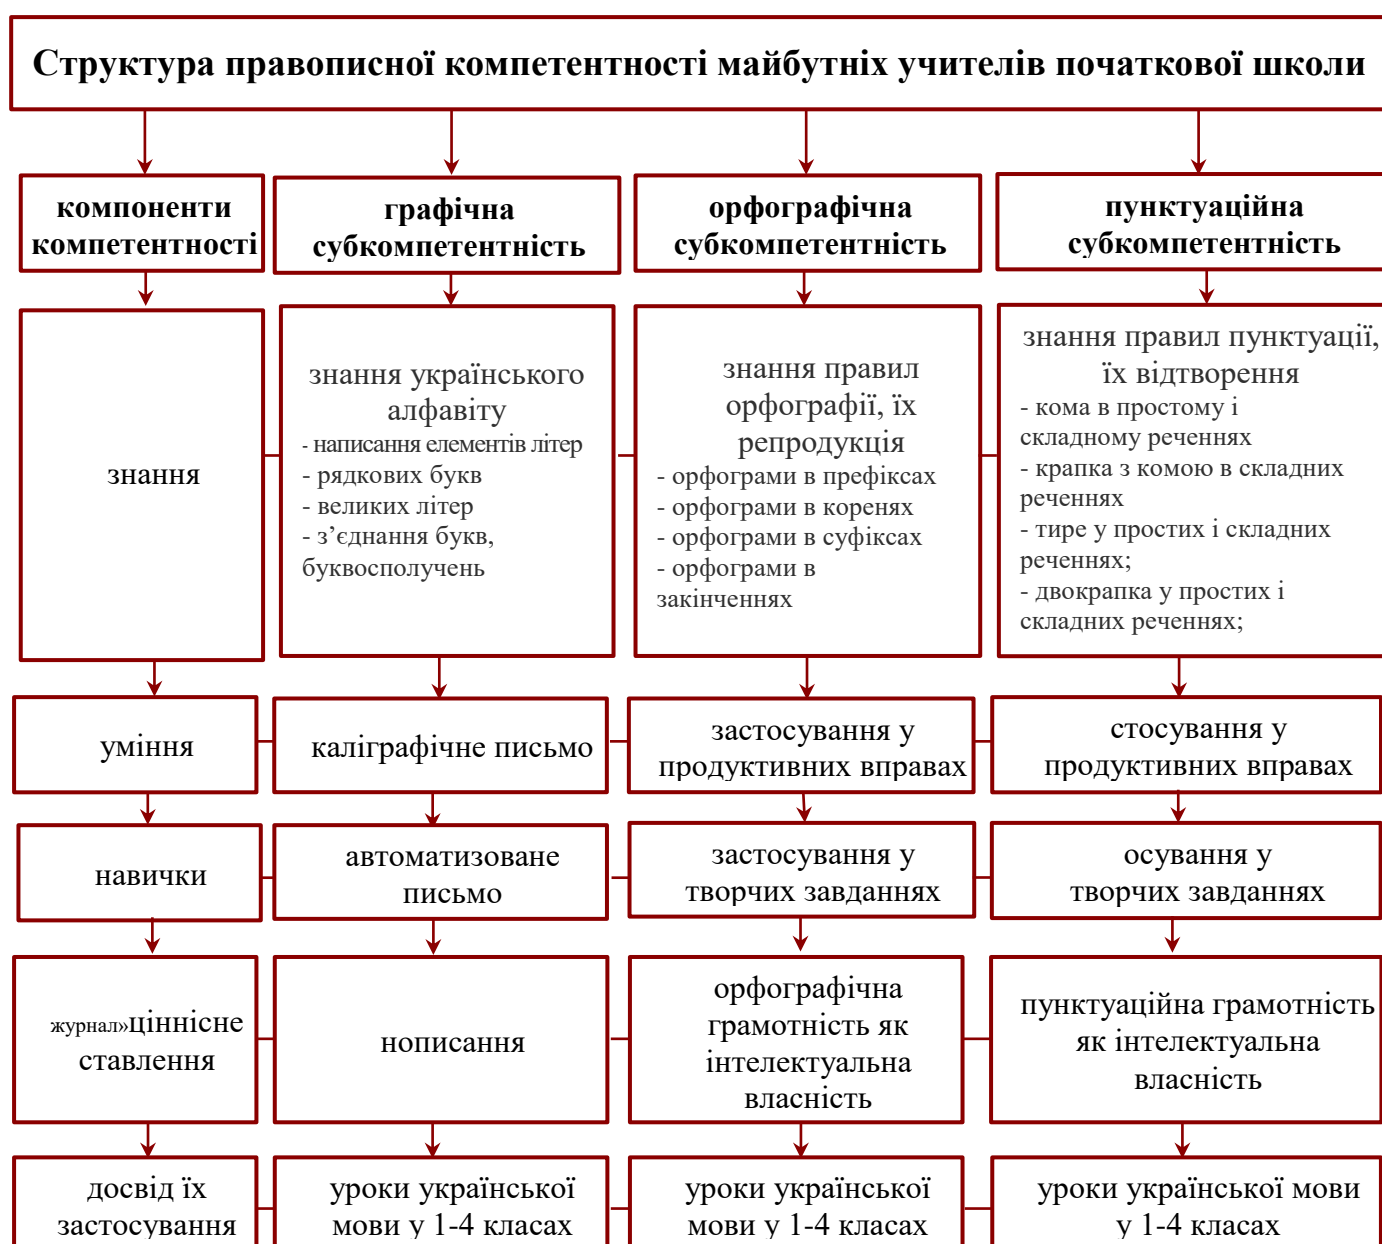 Структура правописної компетентності майбутніх учителів початкової школи
компоненти
компетентності
графічна
субкомпетентність
орфографічна
субкомпетентність
пунктуаційна
субкомпетентність
знання
знання українського
алфавіту
- написання елементів літер
- рядкових букв
- великих літер
- з’єднання букв,
буквосполучень
знання правил
орфографії, їх
репродукція
- орфограми в префіксах
- орфограми в коренях
- орфограми в суфіксах
- орфограми в
закінченнях
знання правил пунктуації,
їх відтворення
- кома в простому і
складному реченнях
- крапка з комою в складних
реченнях
- тире у простих і складних
реченнях;
- двокрапка у простих і
складних реченнях;
уміння
каліграфічне письмо
застосування у
продуктивних вправах
стосування у
продуктивних вправах
навички
автоматизоване
письмо
застосування у
творчих завданнях
осування у
творчих завданнях
журнал»ціннісне
ставлення
нописання
орфографічна
грамотність як
інтелектуальна
власність
пунктуаційна грамотність
як інтелектуальна
власність
досвід їх
застосування
уроки української
мови у 1-4 класах
уроки української
мови у 1-4 класах
уроки української мови
у 1-4 класах